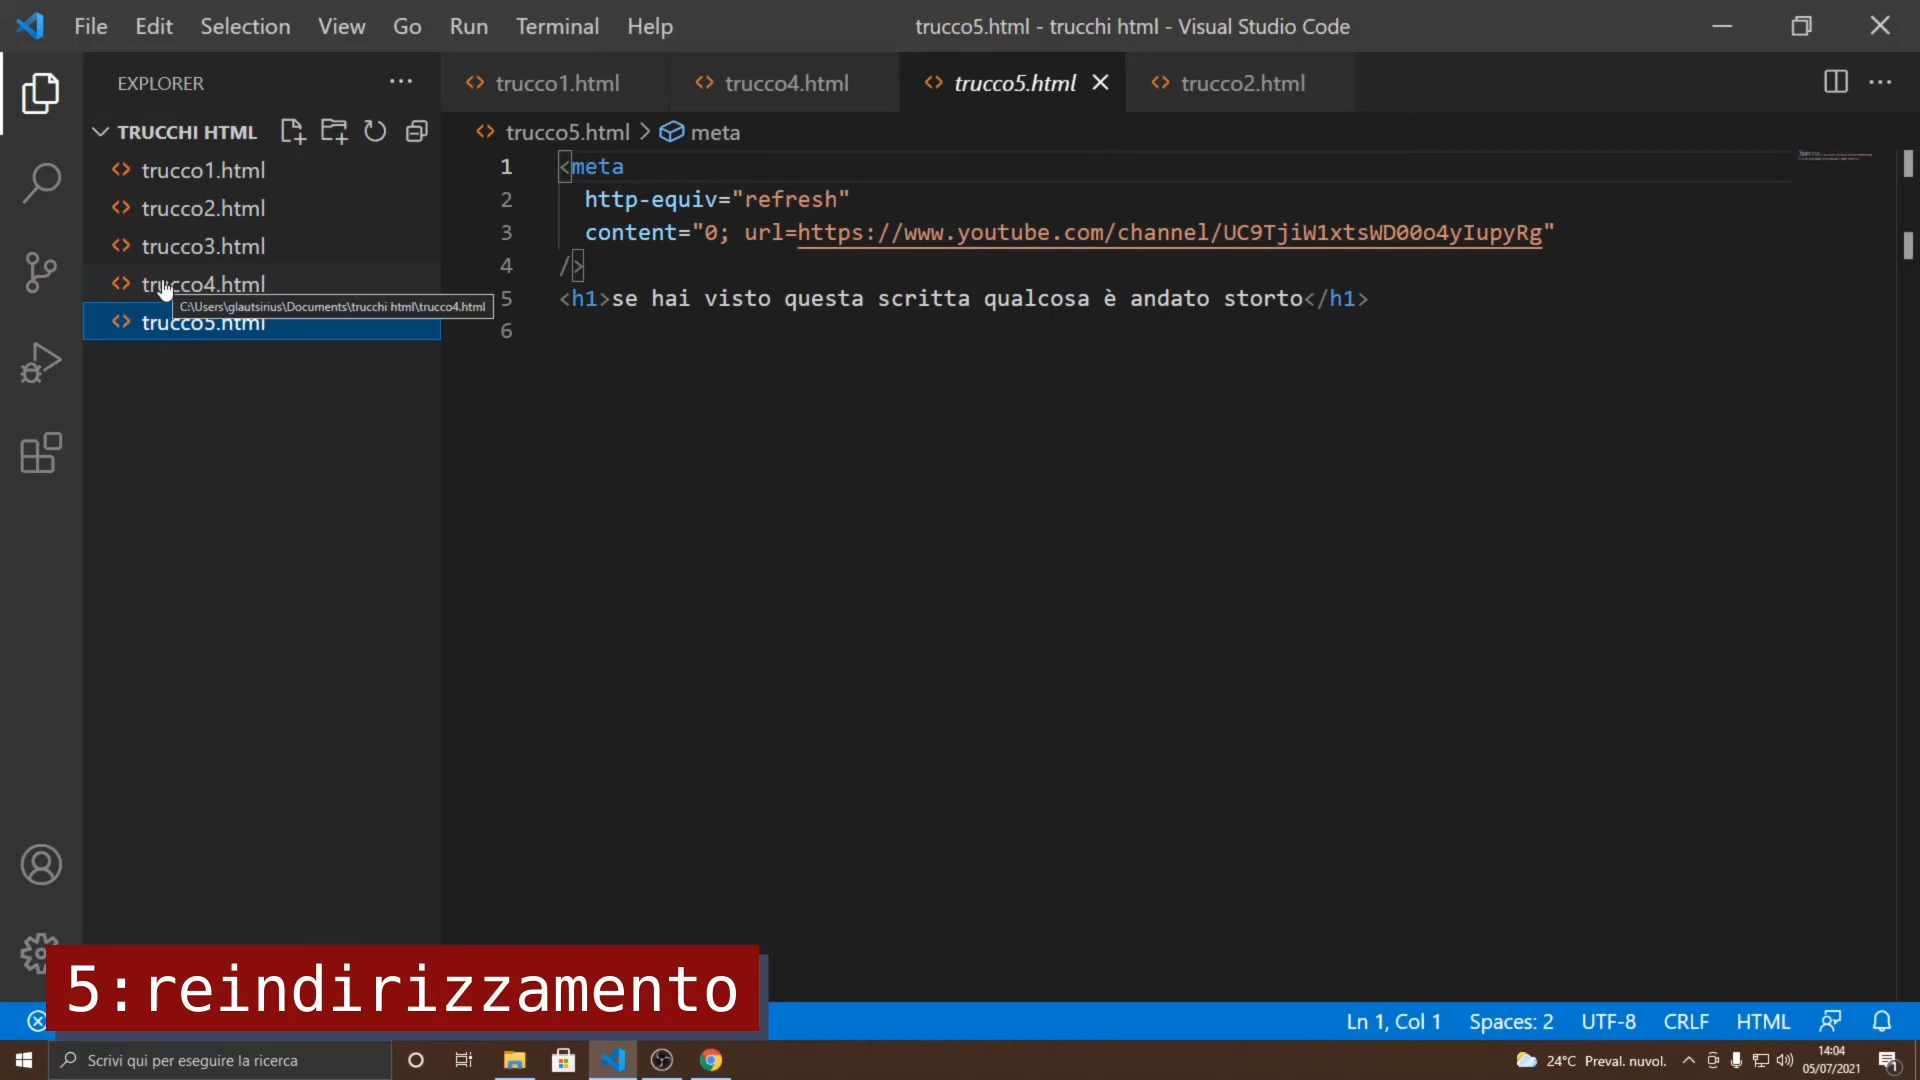 File Edit Selection View Go Run Terminal Help
trucco5.html - trucchi html - Visual Studio Code
EXPLORER
trucco1.html
trucco4.html
trucco5.html
trucco2.html
TRUCCHI HTML
trucco5.html > meta
trucco1.html
trucco2.html
trucco3.html
trucco4.html
C:\Users\glautsirius\Documents\trucchi html\trucco4.html
trucco5.html
1 <meta
2 http-equiv="refresh"
3 content="0; url=https://www.youtube.com/channel/UC9TjiW1xtsWD00o4yIupyRg"
4 />
5 <h1>se hai visto questa scritta qualcosa è andato storto</h1>
6
5:reindirizzamento
Ln 1, Col 1 Spaces: 2 UTF-8 CRLF HTML
Scrivi qui per eseguire la ricerca
24°C Preval. nuvol.
14:04
05/07/2021
1